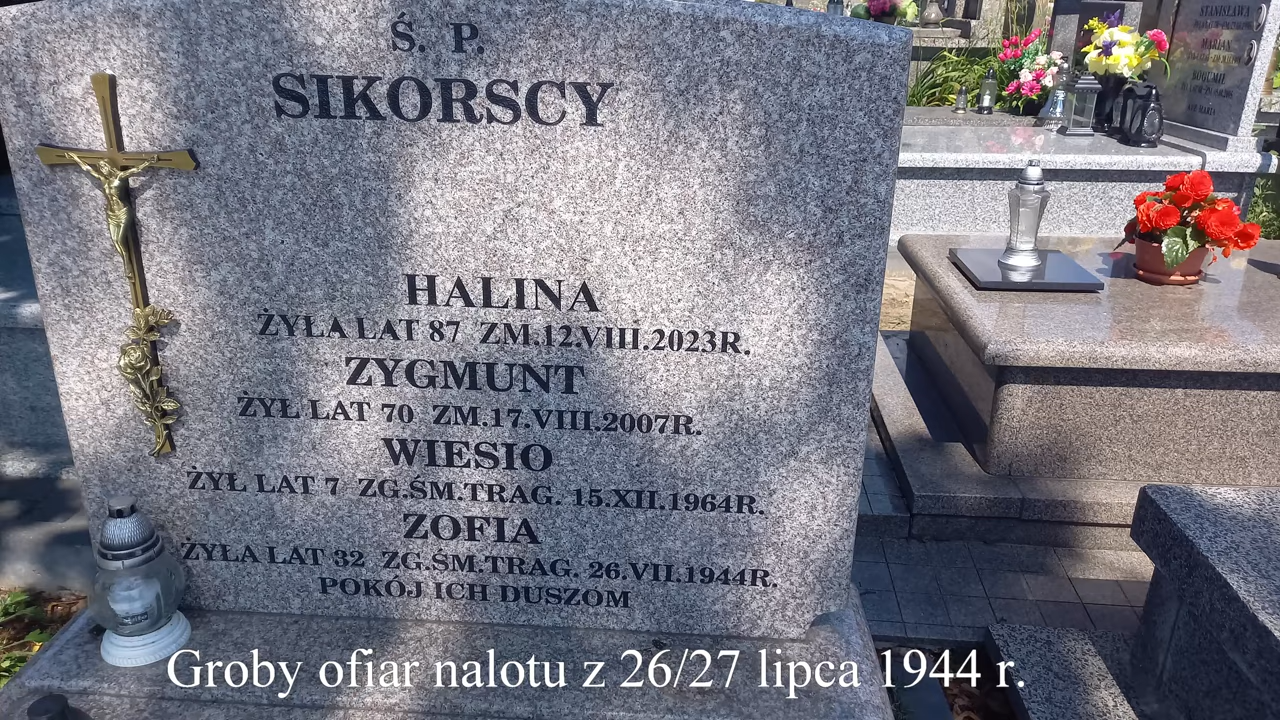 Ś. P.
SIKORSCY
HALINA
ŻYŁA LAT 87 ZM.12.VIII.2023R.
ZYGMUNT
ŻYŁ LAT 70 ZM.17.VIII.2007R.
WIESIO
ŻYŁ LAT 7 ZG.ŚM.TRAG. 15.XII.1964R.
ZOFIA
ŻYŁA LAT 32 ZG.ŚM.TRAG. 26.VII.1944R.
POKÓJ ICH DUSZOM
Groby ofiar nalotu z 26/27 lipca 1944 r.
STANISŁAWA
MARIAN
BOGUMIŁ